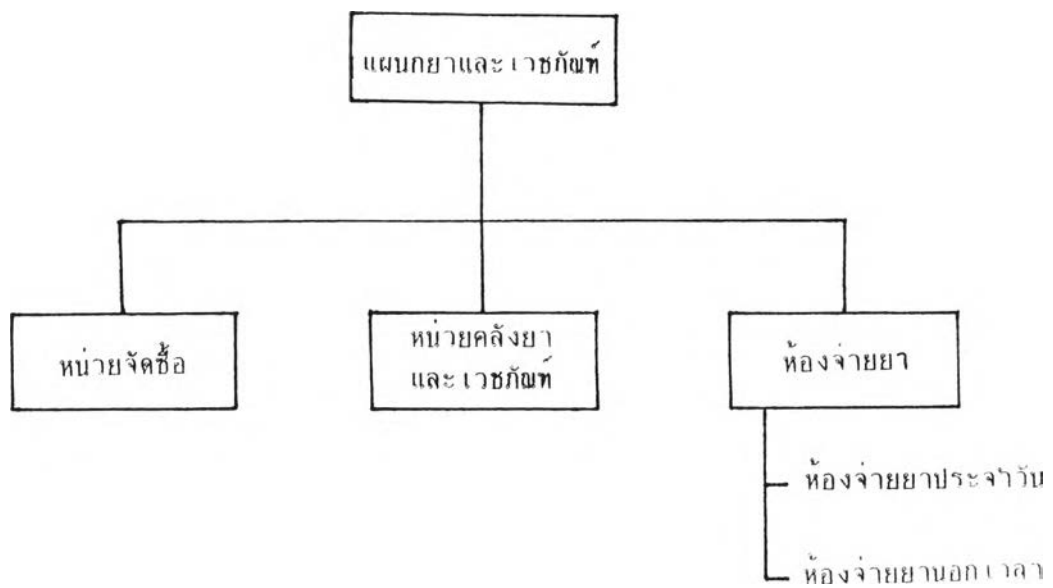 แผนกยาและเวชภัณฑ์
หน่วยจัดซื้อ
หน่วยคลังยา
และเวชภัณฑ์
ห้องจ่ายยา
ห้องจ่ายยาประจำวัน
ห้องจ่ายยานอกเวลา